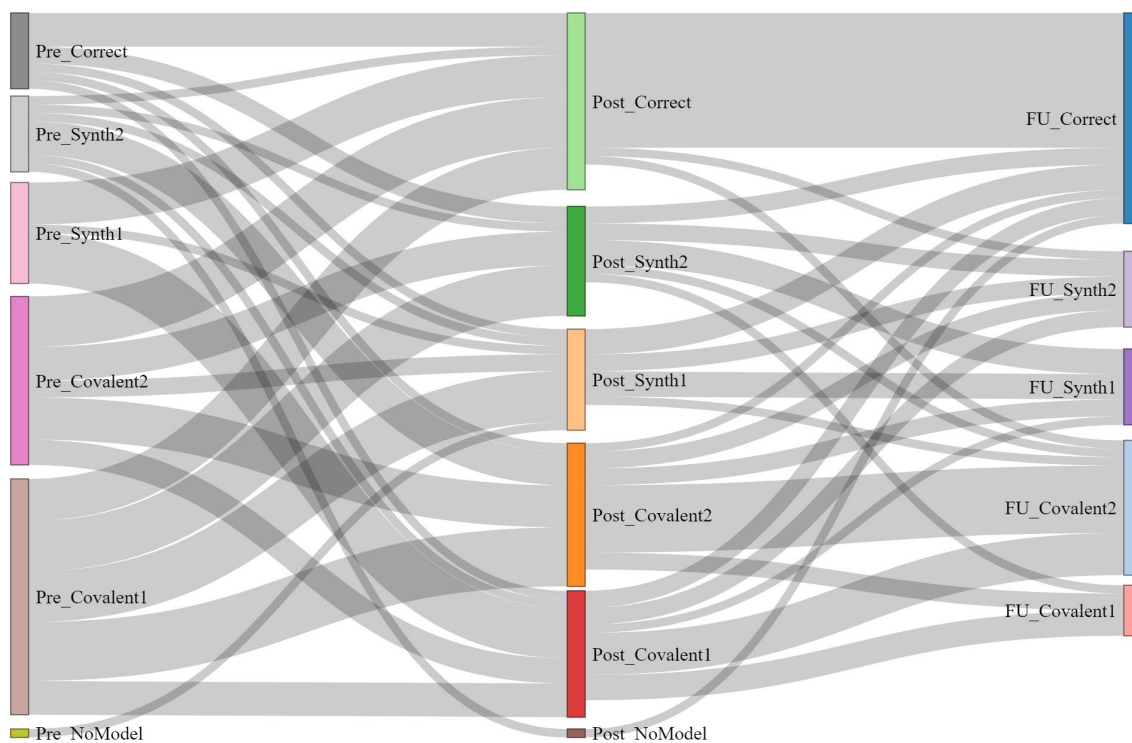 Pre_Correct
Pre_Synth2
Pre_Synth1
Pre_Covalent2
Pre_Covalent1
Pre_NoModel
Post_Correct
Post_Synth2
Post_Synth1
Post_Covalent2
Post_Covalent1
Post_NoModel
FU_Correct
FU_Synth2
FU_Synth1
FU_Covalent2
FU_Covalent1